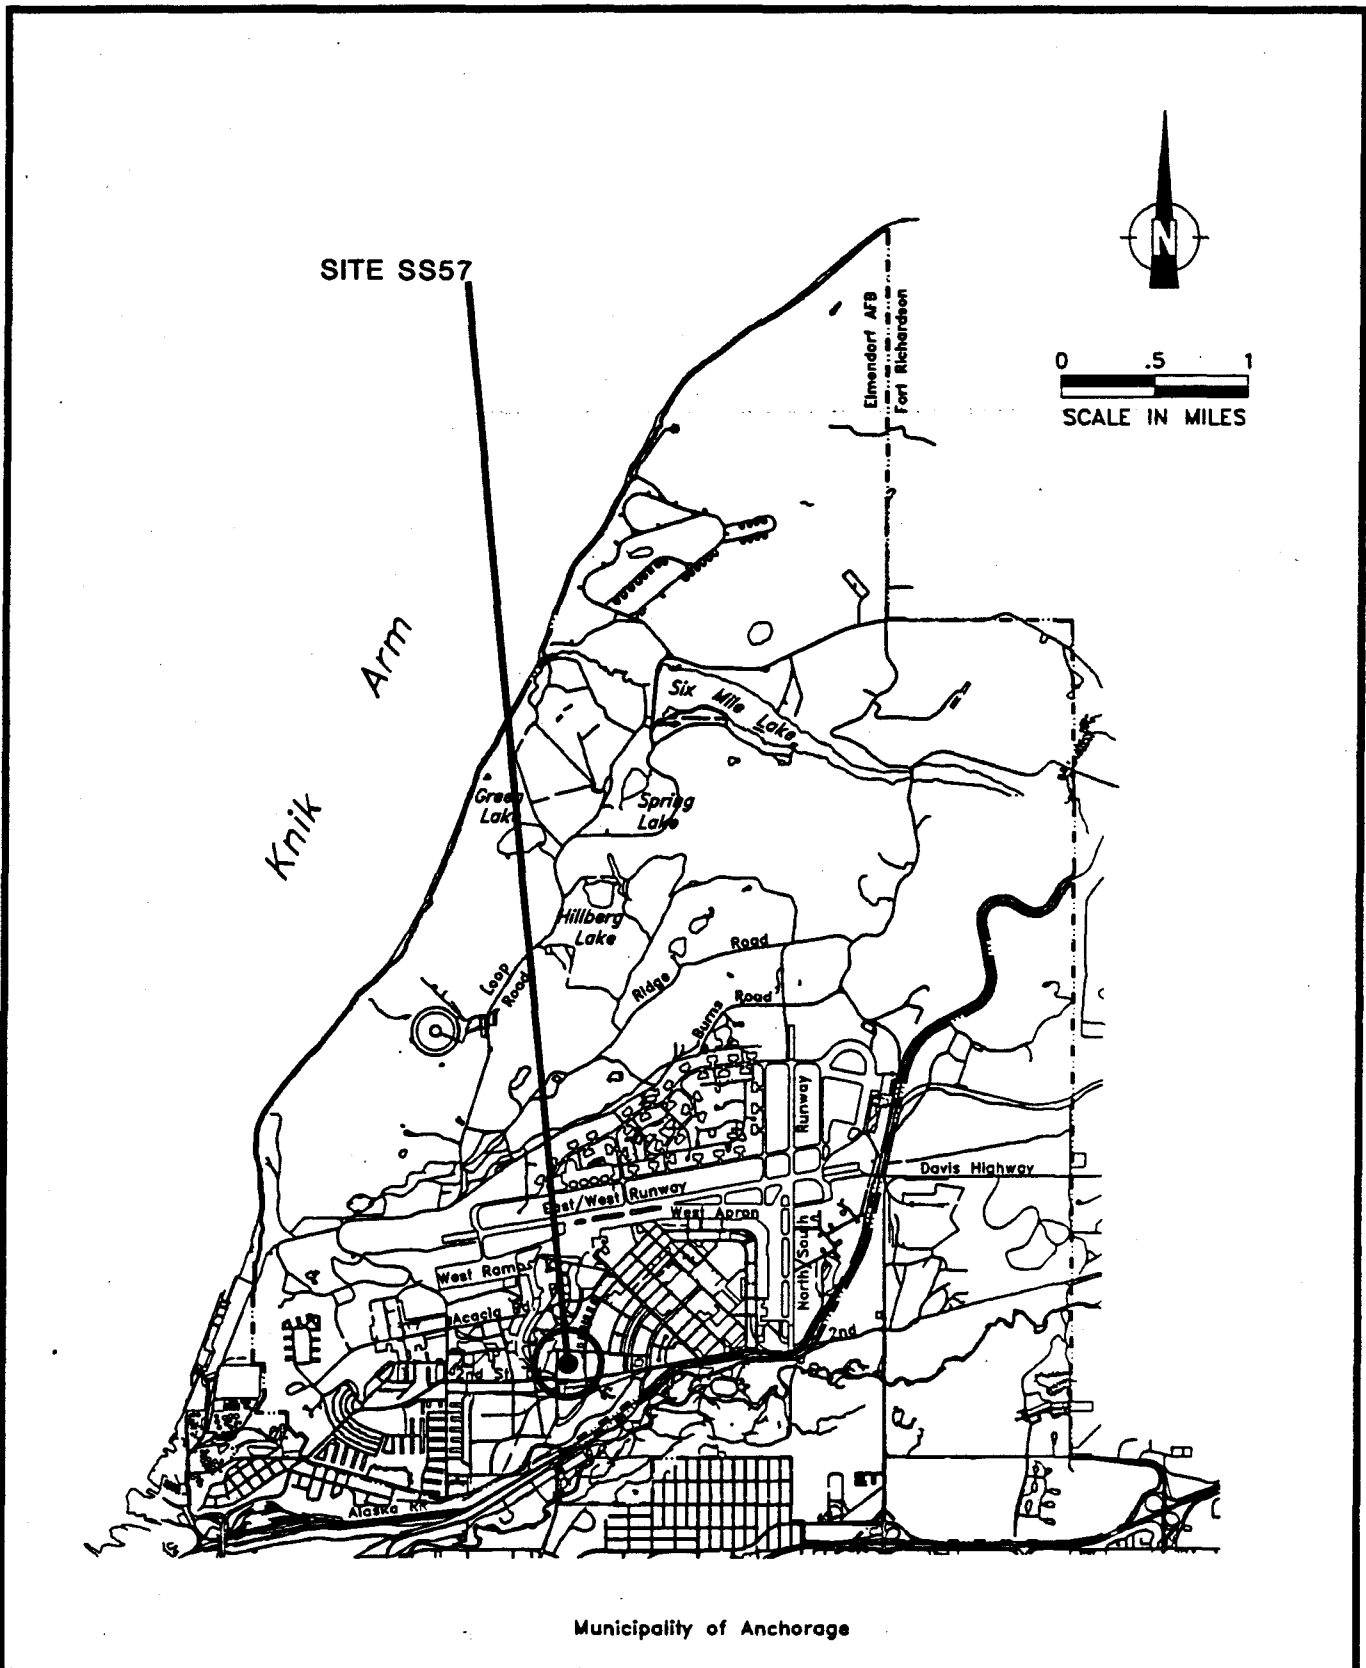 SITE SS57
N
0 .5 1
SCALE IN MILES
Elmendorf AFB
Fort Richardson
Knik Arm
Six Mile Lake
Green
Lake
Spring
Lake
Hillberg
Lake
Loop
Road
Ridge Road
Burns Road
North/South Runway
East/West Runway
West Apron
Davis Highway
West Ramp
Acacia Rd
2nd
2nd St
Alaska RR
Municipality of Anchorage